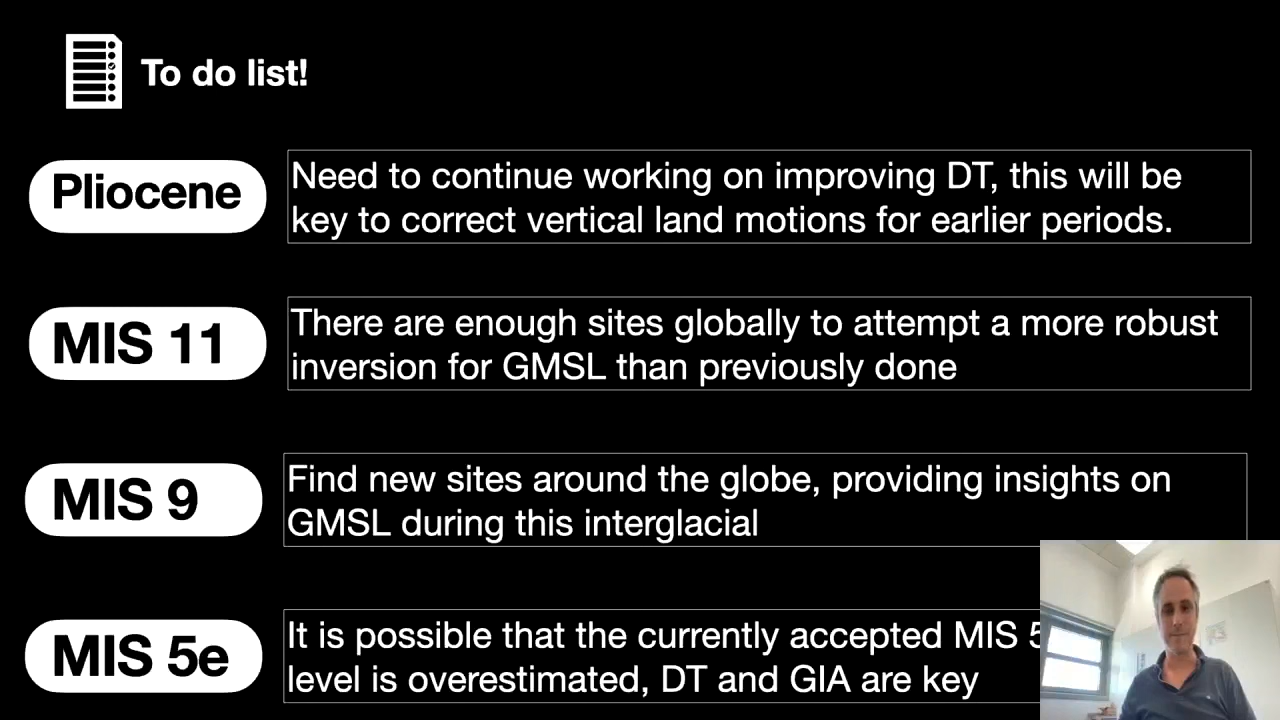 To do list!
Pliocene
Need to continue working on improving DT, this will be
key to correct vertical land motions for earlier periods.
MIS 11
There are enough sites globally to attempt a more robust
inversion for GMSL than previously done
MIS 9
Find new sites around the globe, providing insights on
GMSL during this interglacial
MIS 5e
It is possible that the currently accepted MIS 5
level is overestimated, DT and GIA are key